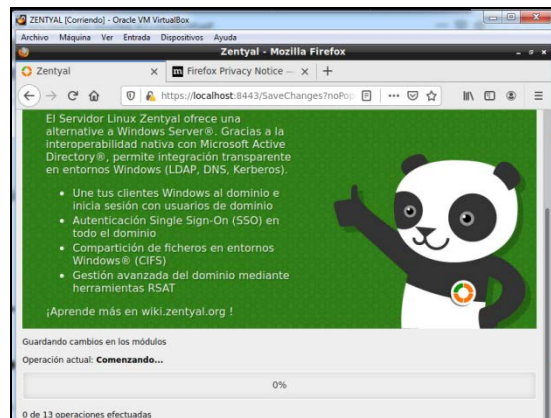 ZENTYAL [Corriendo] - Oracle VM VirtualBox
Archivo Máquina Ver Entrada Dispositivos Ayuda
Zentyal - Mozilla Firefox
Zentyal
Firefox Privacy Notice —
https://localhost:8443/SaveChanges?noPop
El Servidor Linux Zentyal ofrece una
alternative a Windows Server®. Gracias a la
interoperabilidad nativa con Microsoft Active
Directory®, permite integración transparente
en entornos Windows (LDAP, DNS, Kerberos).
• Une tus clientes Windows al dominio e
inicia sesión con usuarios de dominio
• Autenticación Single Sign-On (SSO) en
todo el dominio
• Compartición de ficheros en entornos
Windows® (CIFS)
• Gestión avanzada del dominio mediante
herramientas RSAT
¡Aprende más en wiki.zentyal.org !
Guardando cambios en los módulos
Operación actual: Comenzando...
0%
0 de 13 operaciones efectuadas